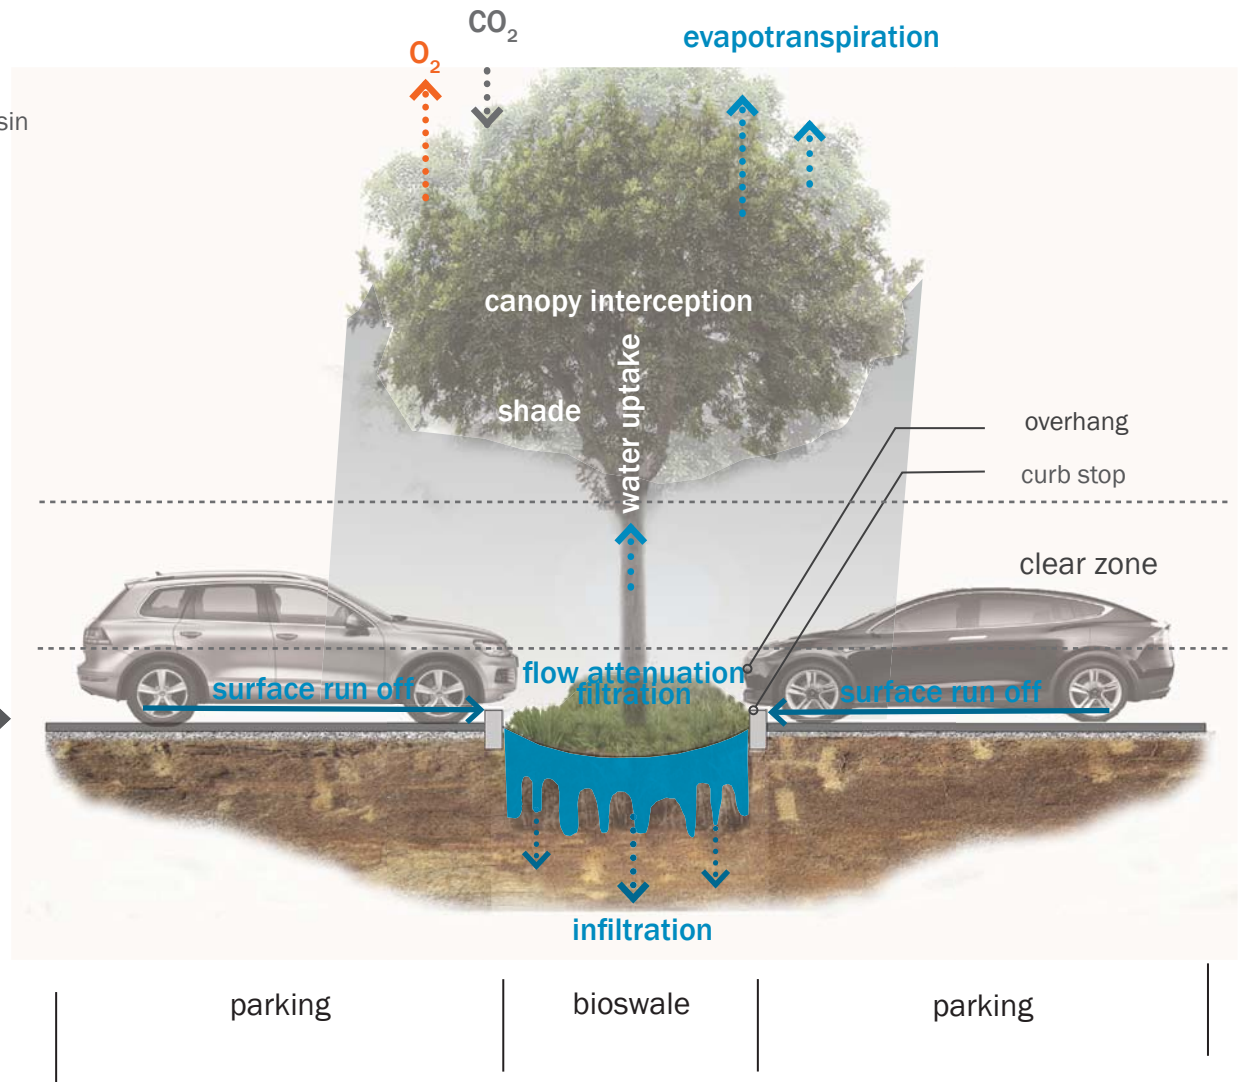 CO2
O2
evapotranspiration
sin
canopy interception
water uptake
shade
overhang
curb stop
clear zone
flow attenuation
filtration
surface run off
surface run off
infiltration
parking
bioswale
parking